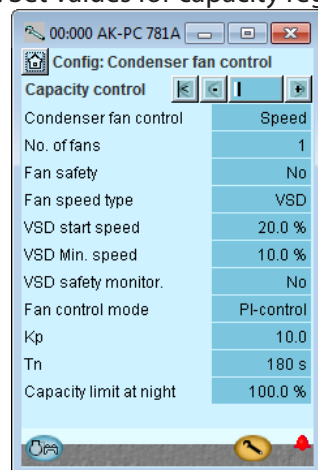 Set values for capacity reg
00:000 AK-PC 781A
Config: Condenser fan control
Capacity control
Condenser fan control Speed
No. of fans 1
Fan safety No
Fan speed type VSD
VSD start speed 20.0 %
VSD Min. speed 10.0 %
VSD safety monitor. No
Fan control mode PI-control
Kp 10.0
Tn 180 s
Capacity limit at night 100.0 %